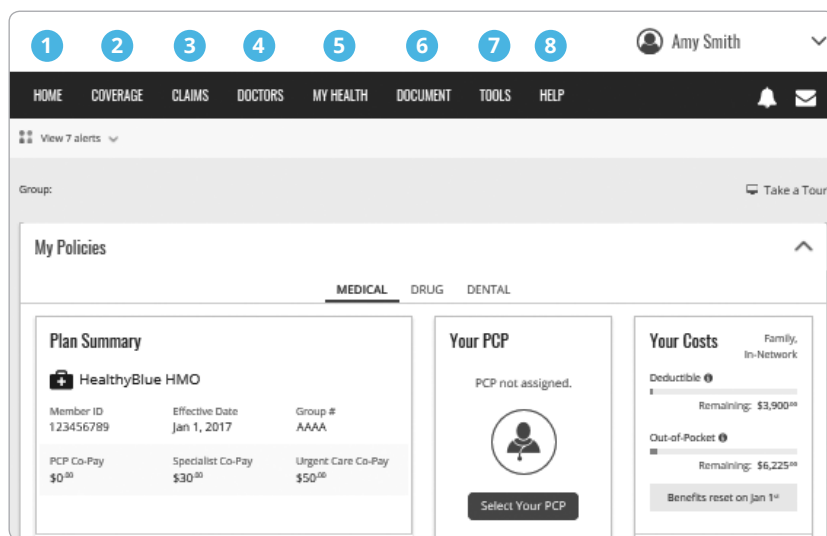 1 2 3 4 5 6 7 8
Amy Smith
HOME COVERAGE CLAIMS DOCTORS MY HEALTH DOCUMENT TOOLS HELP
View 7 alerts
Group:
Take a Tour
My Policies
MEDICAL DRUG DENTAL
Plan Summary
HealthyBlue HMO
Member ID Effective Date Group #
123456789 Jan 1, 2017 AAAA
PCP Co-Pay Specialist Co-Pay Urgent Care Co-Pay
$0.00 $30.00 $50.00
Your PCP
PCP not assigned.
Select Your PCP
Your Costs
Family,
In-Network
Deductible
Remaining: $3,900.00
Out-of-Pocket
Remaining: $6,225.00
Benefits reset on Jan 1st